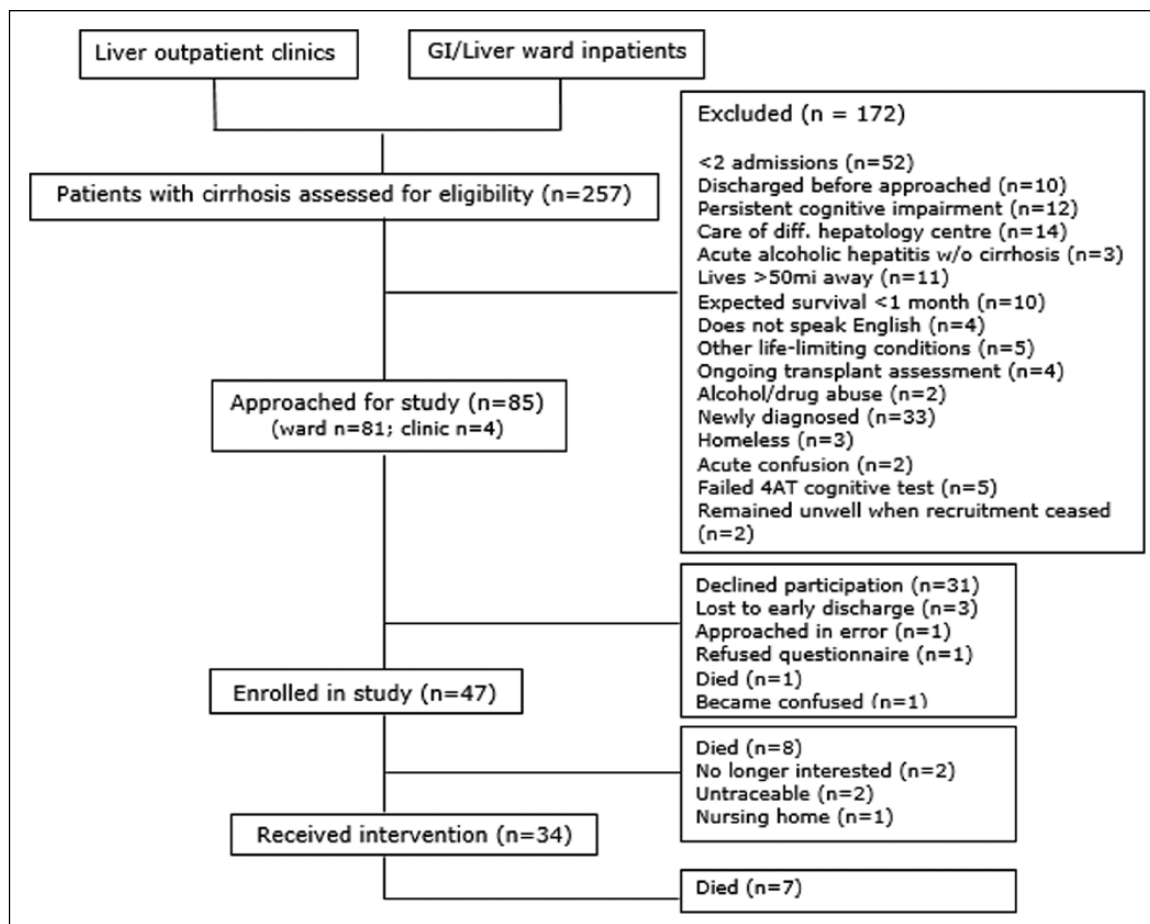 Liver outpatient clinics
GI/Liver ward inpatients
Patients with cirrhosis assessed for eligibility (n=257)
Excluded (n = 172)
<2 admissions (n=52)
Discharged before approached (n=10)
Persistent cognitive impairment (n=12)
Care of diff. hepatology centre (n=14)
Acute alcoholic hepatitis w/o cirrhosis (n=3)
Lives >50mi away (n=11)
Expected survival <1 month (n=10)
Does not speak English (n=4)
Other life-limiting conditions (n=5)
Ongoing transplant assessment (n=4)
Alcohol/drug abuse (n=2)
Newly diagnosed (n=33)
Homeless (n=3)
Acute confusion (n=2)
Failed 4AT cognitive test (n=5)
Remained unwell when recruitment ceased
(n=2)
Approached for study (n=85)
(ward n=81; clinic n=4)
Declined participation (n=31)
Lost to early discharge (n=3)
Approached in error (n=1)
Refused questionnaire (n=1)
Died (n=1)
Became confused (n=1)
Enrolled in study (n=47)
Died (n=8)
No longer interested (n=2)
Untraceable (n=2)
Nursing home (n=1)
Received intervention (n=34)
Died (n=7)